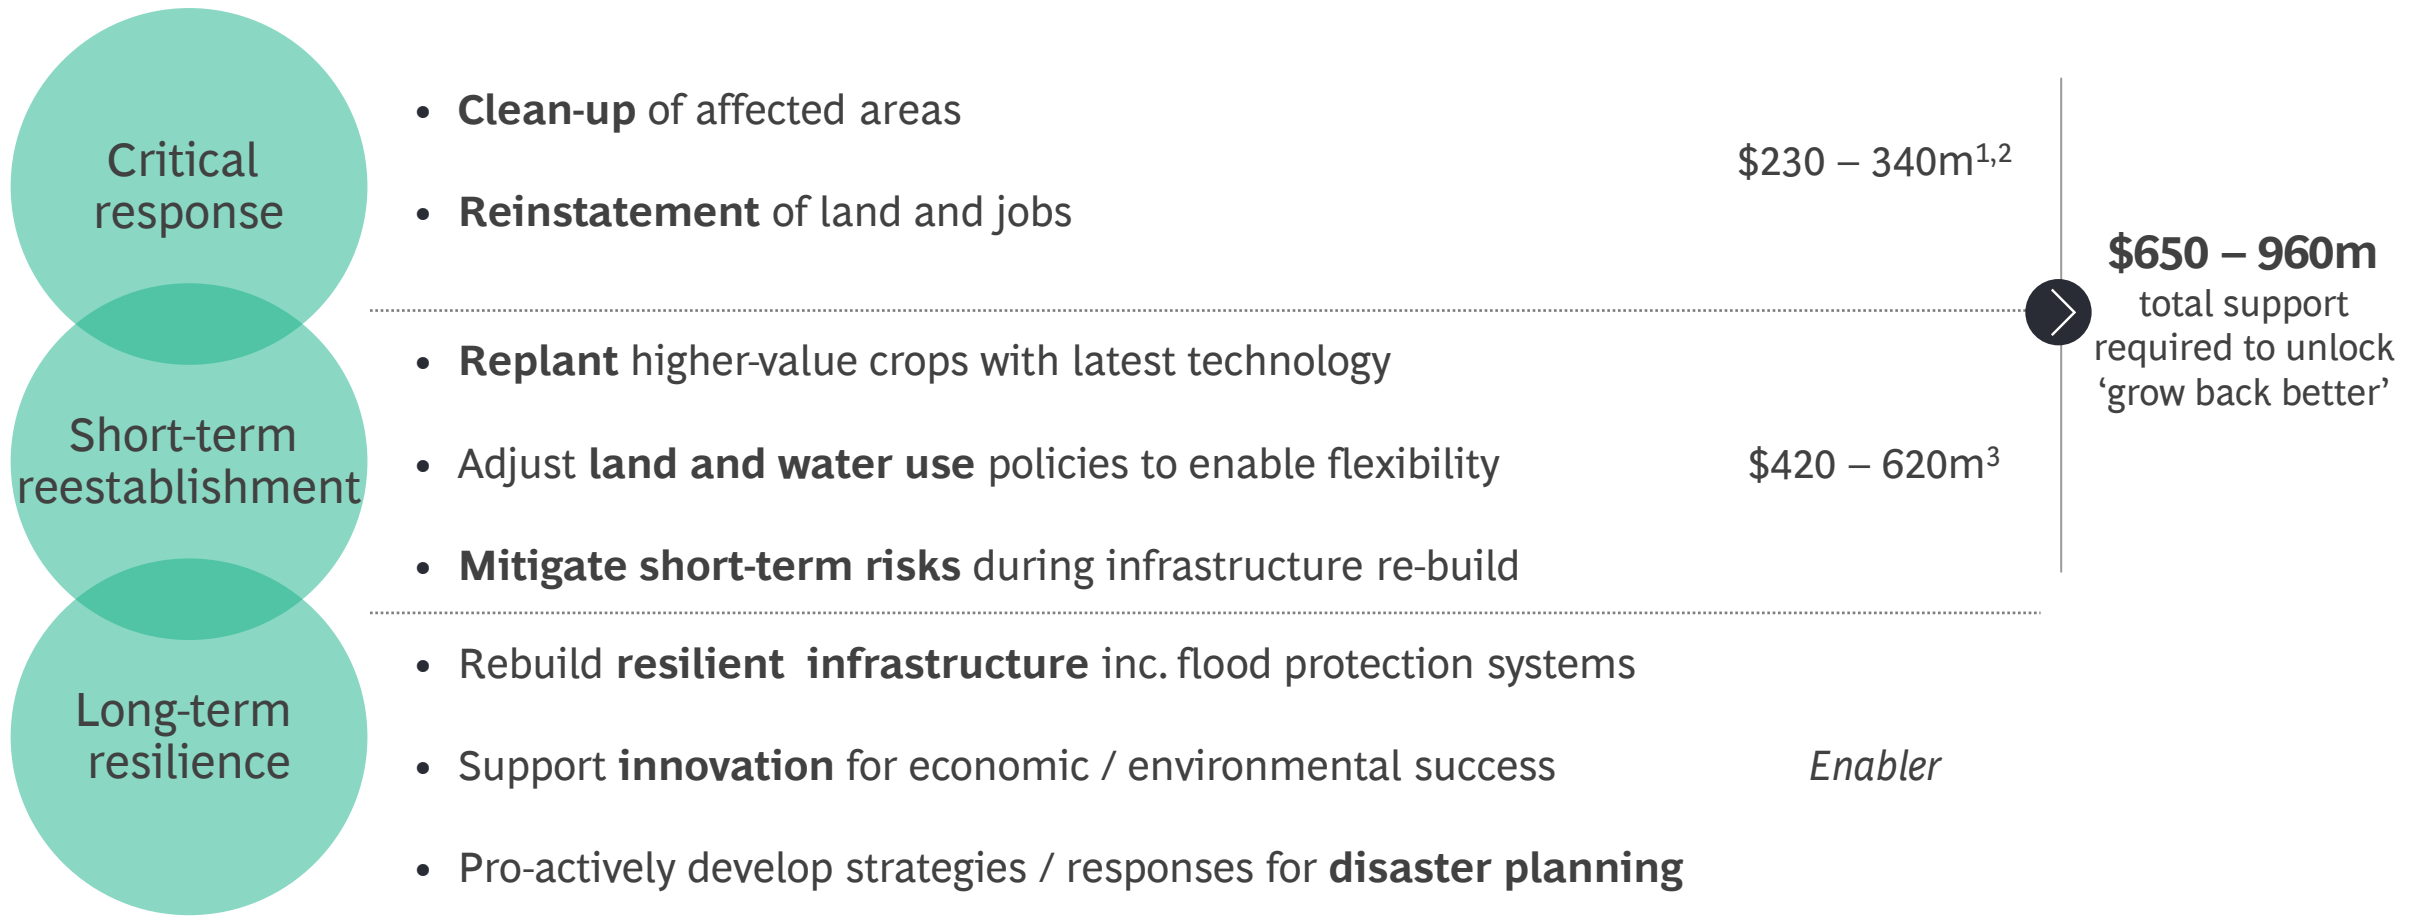 Critical
response
• Clean-up of affected areas
• Reinstatement of land and jobs
$230 – 340m1,2
Short-term
reestablishment
• Replant higher-value crops with latest technology
• Adjust land and water use policies to enable flexibility
• Mitigate short-term risks during infrastructure re-build
$420 – 620m3
$650 – 960m
total support
required to unlock
‘grow back better’
Long-term
resilience
• Rebuild resilient infrastructure inc. flood protection systems
• Support innovation for economic / environmental success
• Pro-actively develop strategies / responses for disaster planning
Enabler